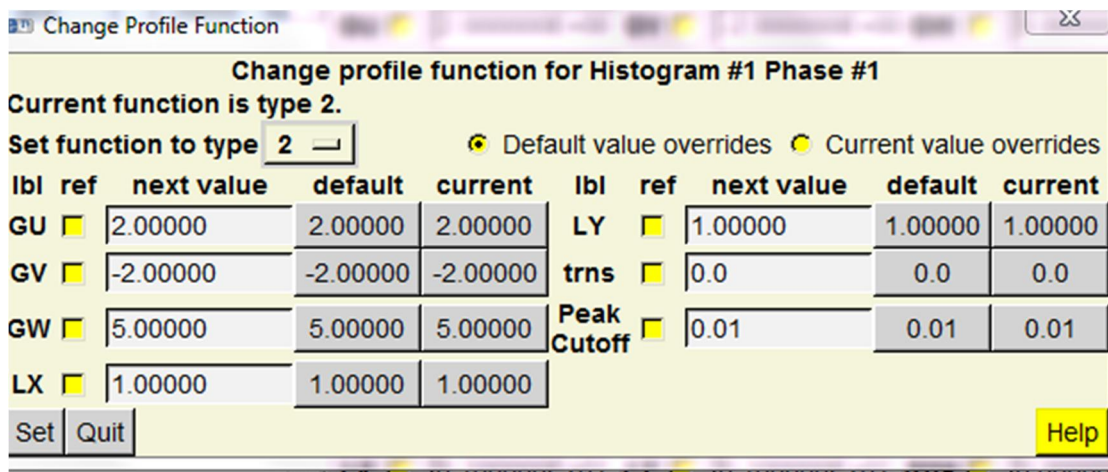 Change Profile Function
Change profile function for Histogram #1 Phase #1
Current function is type 2.
Set function to type 2 Default value overrides Current value overrides
lbl ref next value default current lbl ref next value default current
GU 2.00000 2.00000 2.00000 LY 1.00000 1.00000 1.00000
GV -2.00000 -2.00000 -2.00000 trns 0.0 0.0 0.0
GW 5.00000 5.00000 5.00000 Peak Cutoff 0.01 0.01 0.01
LX 1.00000 1.00000 1.00000
Set Quit Help